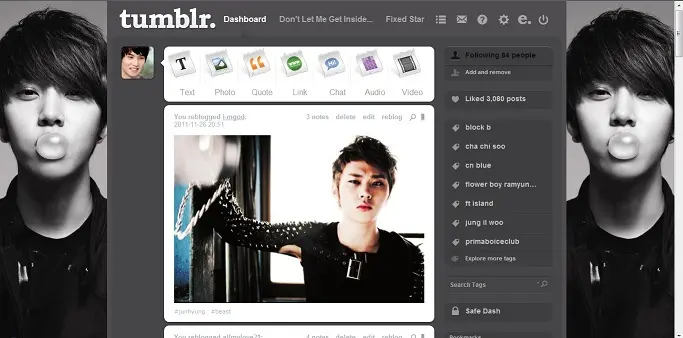 tumblr.
Dashboard
Don't Let Me Get Inside...
Fixed Star
Text
Photo
Quote
Link
Chat
Audio
Video
You reblogged i-mgod:
2011-11-26 20:51
3 notes delete edit reblog
#junhyung #beast
You reblogged
4 notes delete edit reblog
Following 84 people
Add and remove
Liked 3,080 posts
block b
cha chi soo
cn blue
flower boy ramyun...
ft island
jung il woo
primaboiceclub
Explore more tags
Search Tags
Safe Dash
Bookmarks